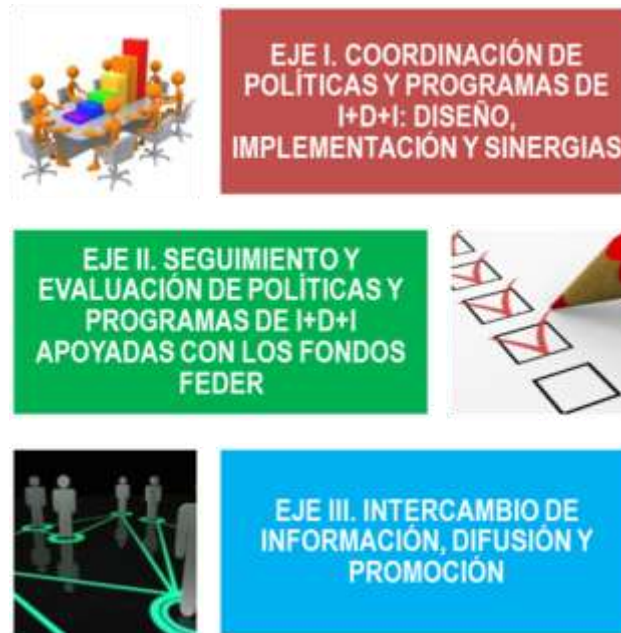 EJE I. COORDINACIÓN DE
POLÍTICAS Y PROGRAMAS DE
I+D+I: DISEÑO,
IMPLEMENTACIÓN Y SINERGIAS
EJE II. SEGUIMIENTO Y
EVALUACIÓN DE POLÍTICAS Y
PROGRAMAS DE I+D+I
APOYADAS CON LOS FONDOS
FEDER
EJE III. INTERCAMBIO DE
INFORMACIÓN, DIFUSIÓN Y
PROMOCIÓN